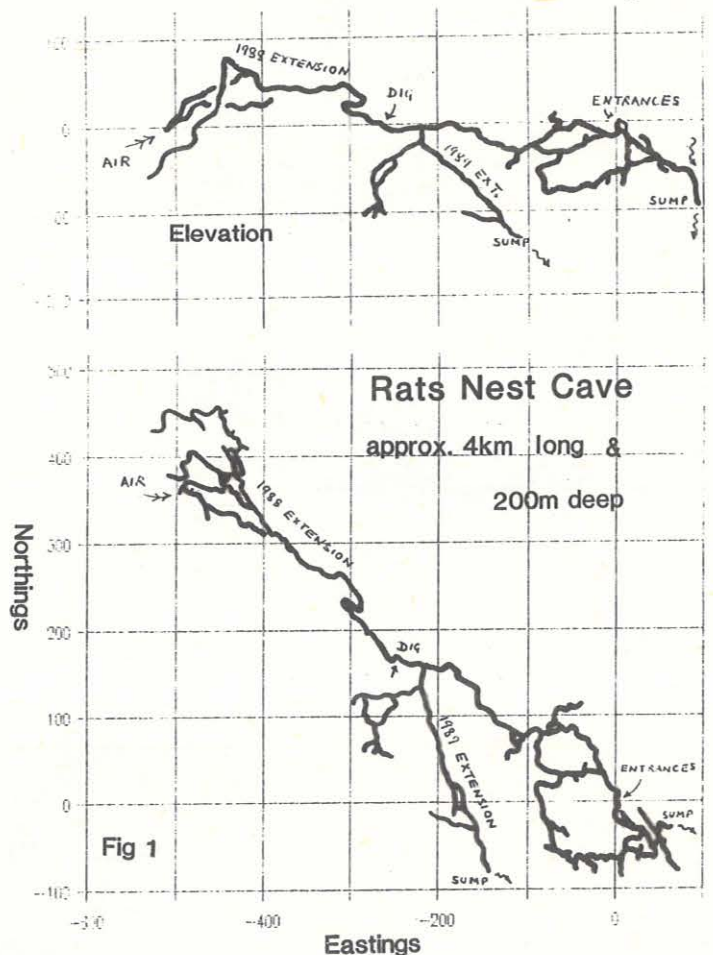 1988 EXTENSION
DIG
ENTRANCES
0
AIR
1989 EXT.
SUMP
Elevation
SUMP
Rats Nest Cave
approx. 4km long &
200m deep
400
AIR
1988 EXTENSION
300
Northings
200
DIG
100
1989 EXTENSION
ENTRANCES
0
SUMP
Fig 1
SUMP
-100
-400
-200
0
Eastings